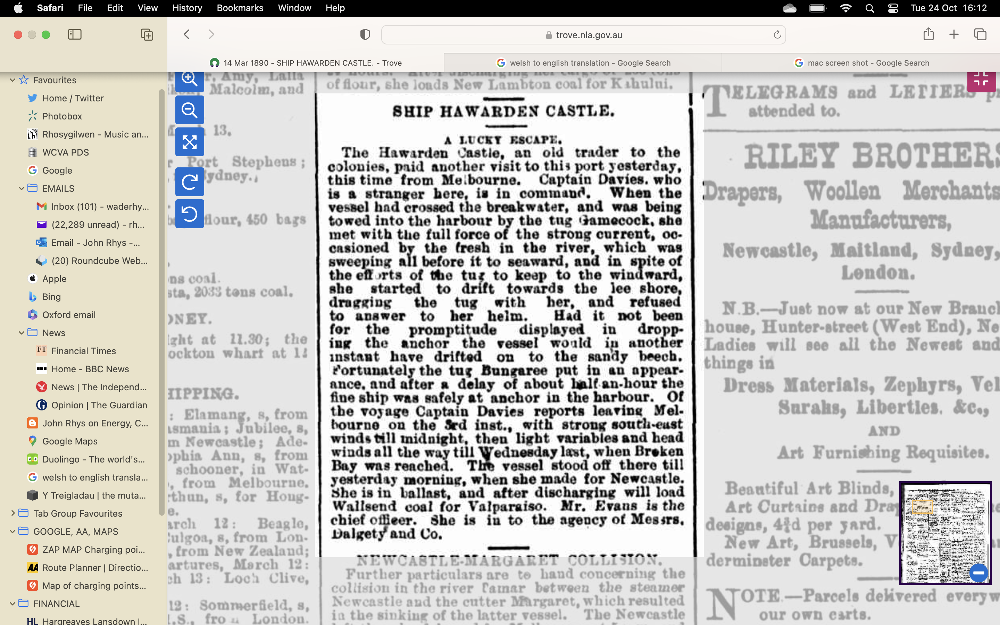 Safari File Edit View History Bookmarks Window Help Tue 24 Oct 16:12
trove.nla.gov.au
14 Mar 1890 - SHIP HAWARDEN CASTLE. - Trove
welsh to english translation - Google Search
mac screen shot - Google Search
Favourites
Home / Twitter
Photobox
Rhosygilwen - Music an...
WCVA PDS
Google
EMAILS
Inbox (101) - waderhy...
(22,289 unread) - rh...
Email - John Rhys -...
(20) Roundcube Web...
Apple
Bing
Oxford email
News
FT Financial Times
Home - BBC News
News | The Independ...
Opinion | The Guardian
John Rhys on Energy, C...
Google Maps
Duolingo - The world's...
welsh to english transla...
Y Treigladau | the muta...
Tab Group Favourites
GOOGLE, AA, MAPS
ZAP MAP Charging poi...
AA Route Planner | Directio...
Map of charging points...
FINANCIAL
HL Hargreaves Lansdown |...
r, Amy, Lalla
Malcolm, and
13.
Port Stephens;
Sydney.
flour, 450 bags
ns coal.
sta, 2033 tons coal.
NEY.
ght at 11.30; the
ockton wharf at 12
HIPPING.
: Elamang, s, from
asmania; Jubilee, s,
m Newcastle; Ade-
ophia Ann, s, from
schooner, in Wat-
, from Melbourne.
rthun, s, for Hong-
e.
arch 12: Beagle,
ulgoa, s, from Lon-
, from New Zealand;
artures, March 12:
ch 13: Loch Clive,
12: Sommerfield, s,
.S., from London.
of flour, she loads New Lambton coal for Kahului.
SHIP HAWARDEN CASTLE.
A LUCKY ESCAPE.
The Hawarden Castle, an old trader to the
colonies, paid another visit to this port yesterday,
this time from Melbourne. Captain Davies, who
is a stranger here, is in command. When the
vessel had crossed the breakwater, and was being
towed into the harbour by the tug Gamecock, she
met with the full force of the strong current, oc-
casioned by the fresh in the river, which was
sweeping all before it to seaward, and in spite of
the efforts of the tug to keep to the windward,
she started to drift towards the lee shore,
dragging the tug with her, and refused
to answer to her helm. Had it not been
for the promptitude displayed in dropp-
ing the anchor the vessel would in another
instant have drifted on to the sandy beech.
Fortunately the tug Bungaree put in an appear-
ance, and after a delay of about half-an-hour the
fine ship was safely at anchor in the harbour. Of
the voyage Captain Davies reports leaving Mel-
bourne on the 3rd inst., with strong south-east
winds till midnight, then light variables and head
winds all the way till Wednesday last, when Broken
Bay was reached. The vessel stood off there till
yesterday morning, when she made for Newcastle.
She is in ballast, and after discharging will load
Wallsend coal for Valparaiso. Mr. Evans is the
chief officer. She is in to the agency of Messrs.
Dalgety and Co.
NEWCASTLE-MARGARET COLLISION.
Further particulars are to hand concerning the
collision in the river Tamar between the steamer
Newcastle and the cutter Margaret, which resulted
in the sinking of the latter vessel. The Newcastle
TELEGRAMS and LETTERS pr
attended to.
RILEY BROTHERS
Drapers, Woollen Merchants
Manufacturers,
Newcastle, Maitland, Sydney,
London.
N.B.—Just now at our New Branch
house, Hunter-street (West End), Ne
Ladies will see all the Newest and
things in
Dress Materials, Zephyrs, Vel
Surahs, Liberties, &c.,
AND
Art Furnishing Requisites.
Beautiful Art Blinds,
Art Curtains and Drap
designs, 4¾d per yard.
New Art, Brussels, V
derminster Carpets.
NOTE.—Parcels delivered everyw
our own carts.